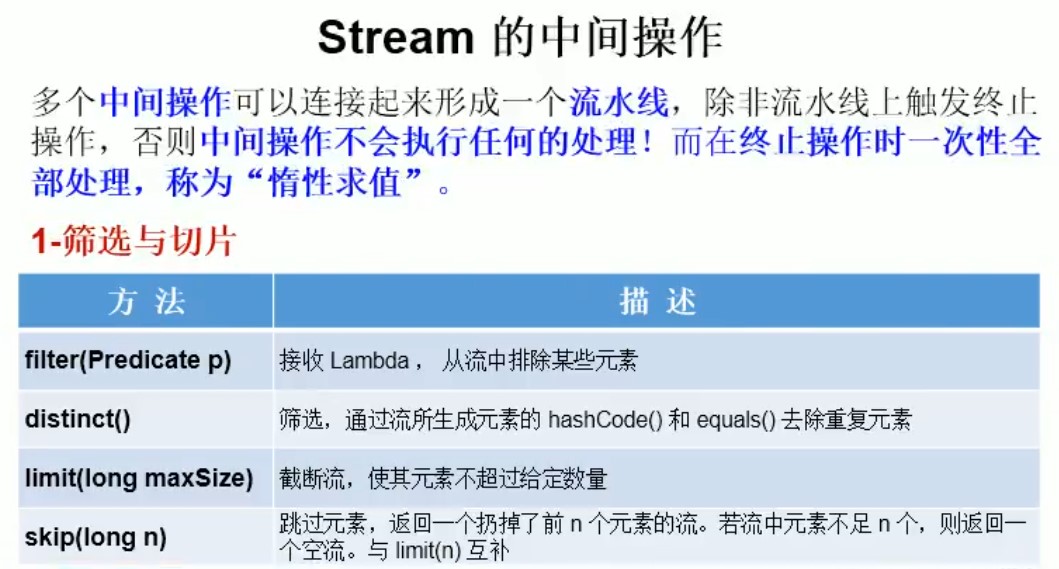 Stream 的中间操作
多个中间操作可以连接起来形成一个流水线，除非流水线上触发终止
操作，否则中间操作不会执行任何的处理！而在终止操作时一次性全
部处理，称为“惰性求值”。
1-筛选与切片
方 法 描 述
filter(Predicate p) 接收 Lambda ， 从流中排除某些元素
distinct() 筛选，通过流所生成元素的 hashCode() 和 equals() 去除重复元素
limit(long maxSize) 截断流，使其元素不超过给定数量
skip(long n) 跳过元素，返回一个扔掉了前 n 个元素的流。若流中元素不足 n 个，则返回一
个空流。与 limit(n) 互补